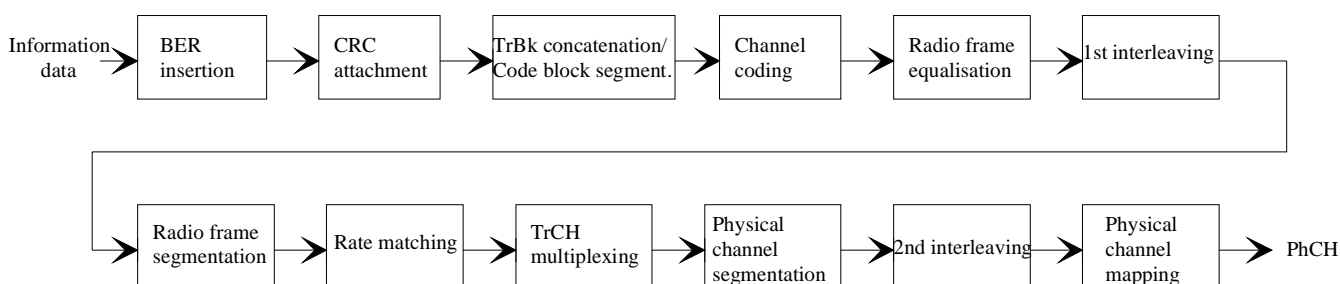 Information
data
BER
insertion
CRC
attachment
TrBk concatenation/
Code block segment.
Channel
coding
Radio frame
equalisation
1st interleaving
Radio frame
segmentation
Rate matching
TrCH
multiplexing
Physical
channel
segmentation
2nd interleaving
Physical
channel
mapping
PhCH